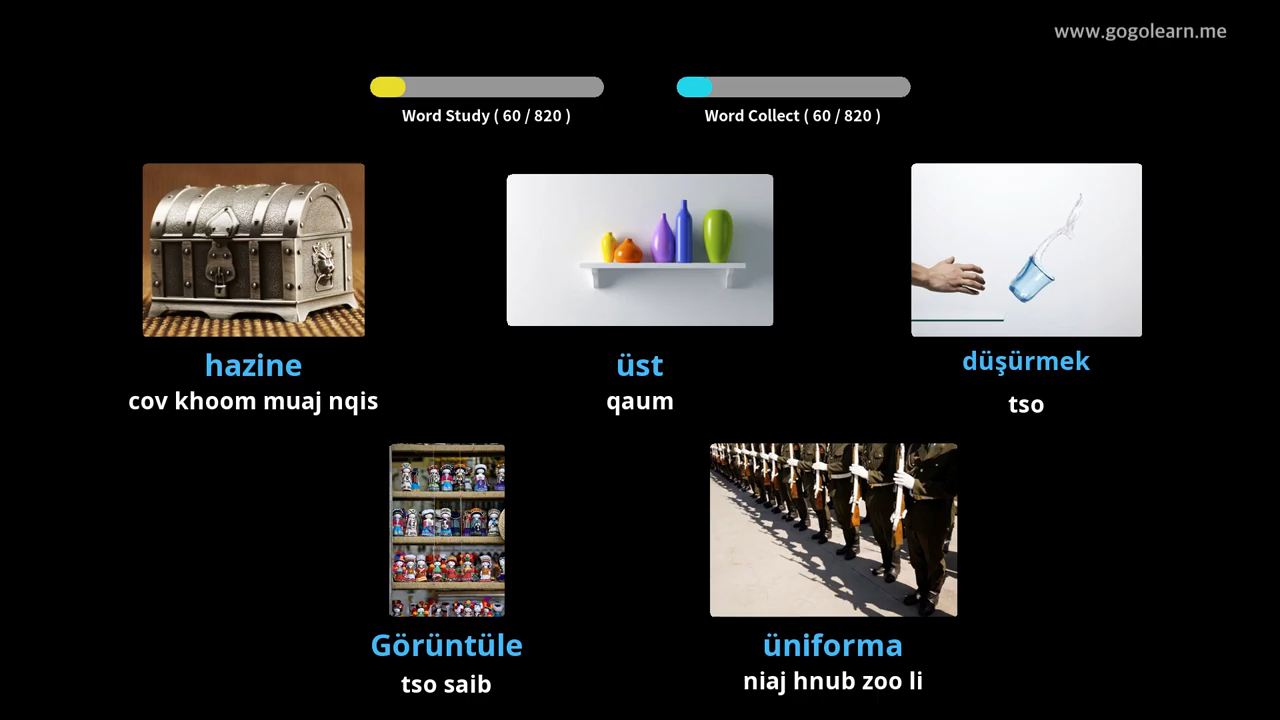 www.gogolearn.me
Word Study ( 60 / 820 )
Word Collect ( 60 / 820 )
hazine
cov khoom muaj nqis
üst
qaum
düşürmek
tso
Görüntüle
tso saib
üniforma
niaj hnub zoo li